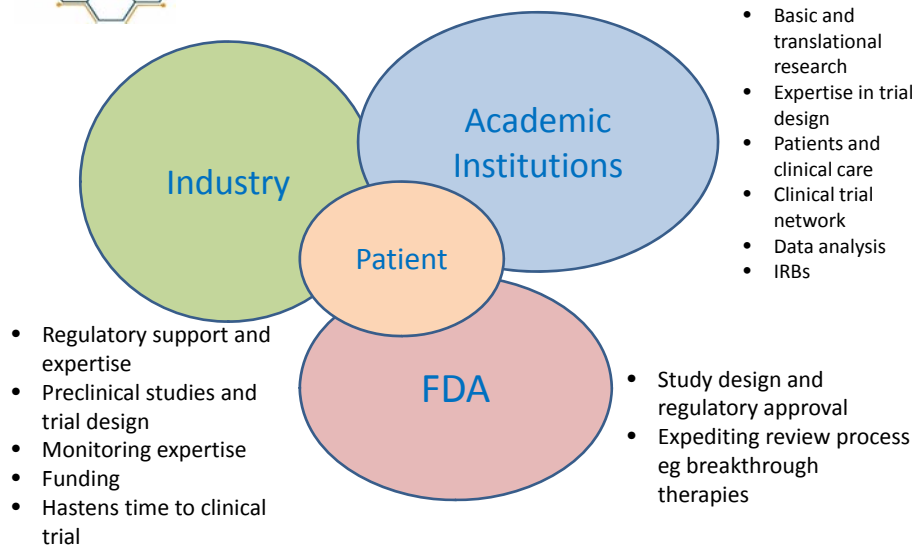 • Basic and
translational
research
• Expertise in trial
design
• Patients and
clinical care
• Clinical trial
network
• Data analysis
• IRBs
Academic
Institutions
Industry
Patient
FDA
• Regulatory support and
expertise
• Preclinical studies and
trial design
• Monitoring expertise
• Funding
• Hastens time to clinical
trial
• Study design and
regulatory approval
• Expediting review process
eg breakthrough
therapies